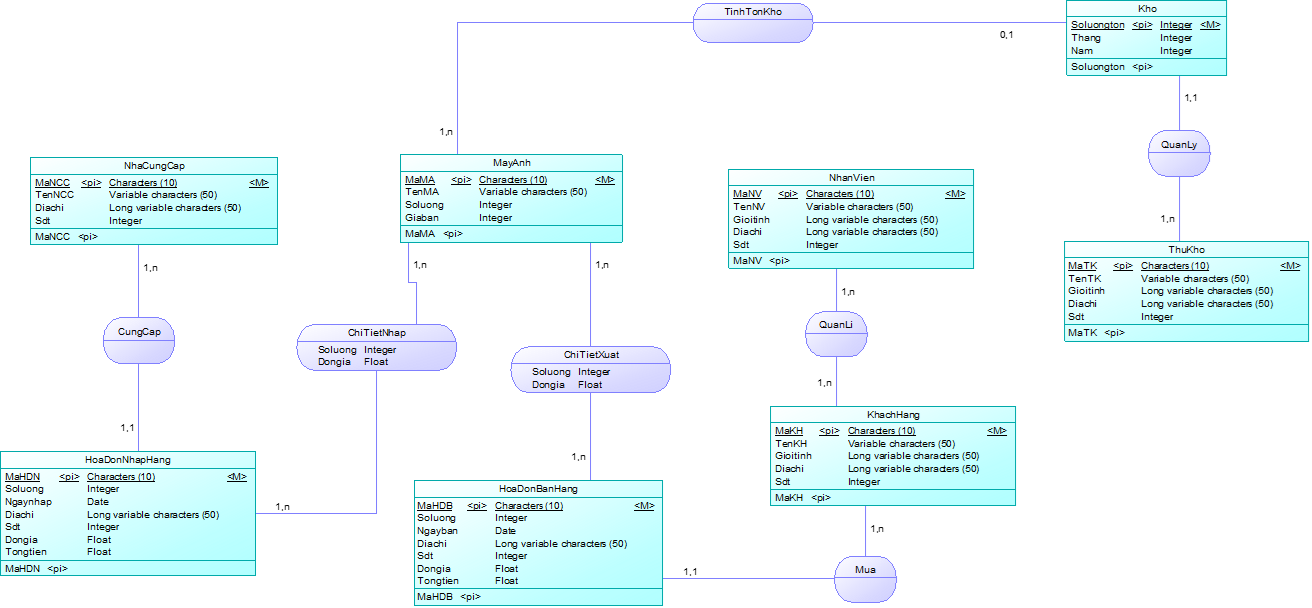 TinhTonKho
0,1
1,n
Kho
Soluongton <pi> Integer <M>
Thang Integer
Nam Integer
Soluongton <pi>
1,1
QuanLy
1,n
ThuKho
MaTK <pi> Characters (10) <M>
TenTK Variable characters (50)
Gioitinh Long variable characters (50)
Diachi Long variable characters (50)
Sdt Integer
MaTK <pi>
NhaCungCap
MaNCC <pi> Characters (10) <M>
TenNCC Variable characters (50)
Diachi Long variable characters (50)
Sdt Integer
MaNCC <pi>
1,n
CungCap
1,1
MayAnh
MaMA <pi> Characters (10) <M>
TenMA Variable characters (50)
Soluong Integer
Giaban Integer
MaMA <pi>
1,n
1,n
ChiTietNhap
Soluong Integer
Dongia Float
1,n
ChiTietXuat
Soluong Integer
Dongia Float
1,n
NhanVien
MaNV <pi> Characters (10) <M>
TenNV Variable characters (50)
Gioitinh Long variable characters (50)
Diachi Long variable characters (50)
Sdt Integer
MaNV <pi>
1,n
QuanLi
1,n
KhachHang
MaKH <pi> Characters (10) <M>
TenKH Variable characters (50)
Gioitinh Long variable characters (50)
Diachi Long variable characters (50)
Sdt Integer
MaKH <pi>
1,n
Mua
1,1
HoaDonNhapHang
MaHDN <pi> Characters (10) <M>
Soluong Integer
Ngaynhap Date
Diachi Long variable characters (50)
Sdt Integer
Dongia Float
Tongtien Float
MaHDN <pi>
HoaDonBanHang
MaHDB <pi> Characters (10) <M>
Soluong Integer
Ngayban Date
Diachi Long variable characters (50)
Sdt Integer
Dongia Float
Tongtien Float
MaHDB <pi>